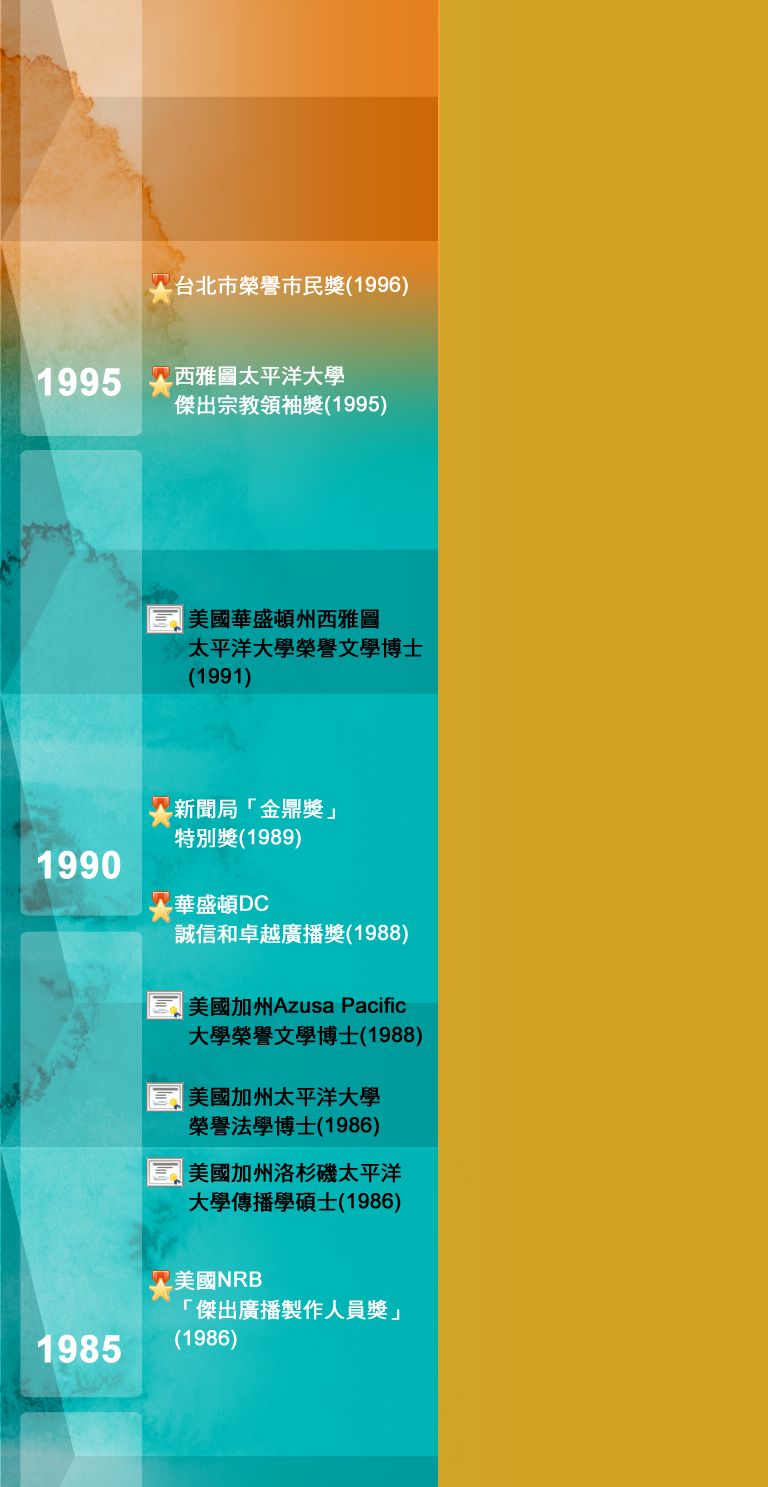 台北市榮譽市民獎(1996)
1995
西雅圖太平洋大學
傑出宗教領袖獎(1995)
美國華盛頓州西雅圖
太平洋大學榮譽文學博士
(1991)
新聞局「金鼎獎」
特別獎(1989)
1990
華盛頓DC
誠信和卓越廣播獎(1988)
美國加州Azusa Pacific
大學榮譽文學博士(1988)
美國加州太平洋大學
榮譽法學博士(1986)
美國加州洛杉磯太平洋
大學傳播學碩士(1986)
美國NRB
「傑出廣播製作人員獎」
(1986)
1985